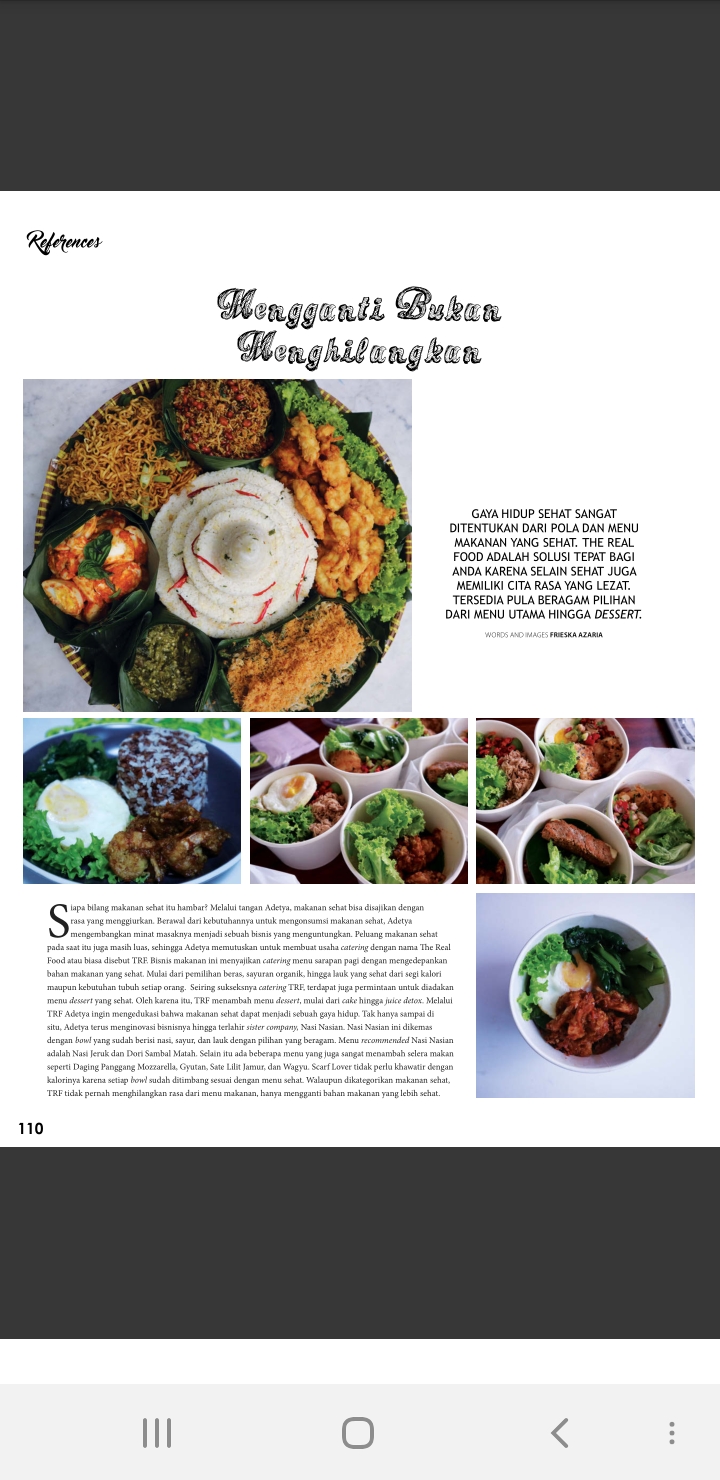 References
Mengganti Bukan
Menghilangkan
GAYA HIDUP SEHAT SANGAT
DITENTUKAN DARI POLA DAN MENU
MAKANAN YANG SEHAT. THE REAL
FOOD ADALAH SOLUSI TEPAT BAGI
ANDA KARENA SELAIN SEHAT JUGA
MEMILIKI CITA RASA YANG LEZAT.
TERSEDIA PULA BERAGAM PILIHAN
DARI MENU UTAMA HINGGA DESSERT.
WORDS AND IMAGES FRIESKA AZARIA
Siapa bilang makanan sehat itu hambar? Melalui tangan Adetya, makanan sehat bisa disajikan dengan
rasa yang menggiurkan. Berawal dari kebutuhannya untuk mengonsumsi makanan sehat, Adetya
mengembangkan minat masaknya menjadi sebuah bisnis yang menguntungkan. Peluang makanan sehat
pada saat itu juga masih luas, sehingga Adetya memutuskan untuk membuat usaha catering dengan nama The Real
Food atau biasa disebut TRF. Bisnis makanan ini menyajikan catering menu sarapan pagi dengan mengedepankan
bahan makanan yang sehat. Mulai dari pemilihan beras, sayuran organik, hingga lauk yang sehat dari segi kalori
maupun kebutuhan tubuh setiap orang. Seiring suksesnya catering TRF, terdapat juga permintaan untuk diadakan
menu dessert yang sehat. Oleh karena itu, TRF menambah menu dessert, mulai dari cake hingga juice detox. Melalui
TRF Adetya ingin mengedukasi bahwa makanan sehat dapat menjadi sebuah gaya hidup. Tak hanya sampai di
situ, Adetya terus menginovasi bisnisnya hingga terlahir sister company, Nasi Nasian. Nasi Nasian ini dikemas
dengan bowl yang sudah berisi nasi, sayur, dan lauk dengan pilihan yang beragam. Menu recommended Nasi Nasian
adalah Nasi Jeruk dan Dori Sambal Matah. Selain itu ada beberapa menu yang juga sangat menambah selera makan
seperti Daging Panggang Mozzarella, Gyutan, Sate Lilit Jamur, dan Wagyu. Scarf Lover tidak perlu khawatir dengan
kalorinya karena setiap bowl sudah ditimbang sesuai dengan menu sehat. Walaupun dikategorikan makanan sehat,
TRF tidak pernah menghilangkan rasa dari menu makanan, hanya mengganti bahan makanan yang lebih sehat.
110